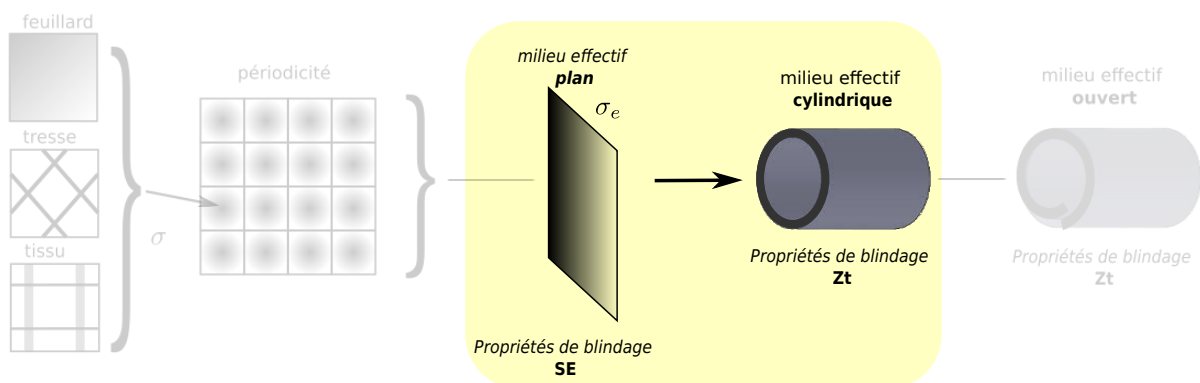 feuillard
tresse
tissu
σ
périodicité
milieu effectif
plan
σe
Propriétés de blindage
SE
milieu effectif
cylindrique
Propriétés de blindage
Zt
milieu effectif
ouvert
Propriétés de blindage
Zt